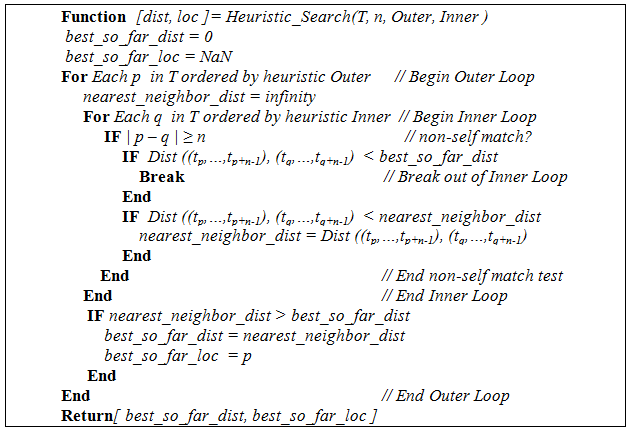 Function [dist, loc ]= Heuristic_Search(T, n, Outer, Inner )
best_so_far_dist = 0
best_so_far_loc = NaN
For Each p in T ordered by heuristic Outer // Begin Outer Loop
nearest_neighbor_dist = infinity
For Each q in T ordered by heuristic Inner // Begin Inner Loop
IF | p – q | ≥ n // non-self match?
IF Dist ((tp,…,tp+n-1), (tq,…,tq+n-1) < best_so_far_dist
Break // Break out of Inner Loop
End
IF Dist ((tp,…,tp+n-1), (tq,…,tq+n-1) < nearest_neighbor_dist
nearest_neighbor_dist = Dist ((tp,…,tp+n-1), (tq,…,tq+n-1)
End
End // End non-self match test
End // End Inner Loop
IF nearest_neighbor_dist > best_so_far_dist
best_so_far_dist = nearest_neighbor_dist
best_so_far_loc = p
End
End // End Outer Loop
Return[ best_so_far_dist, best_so_far_loc ]